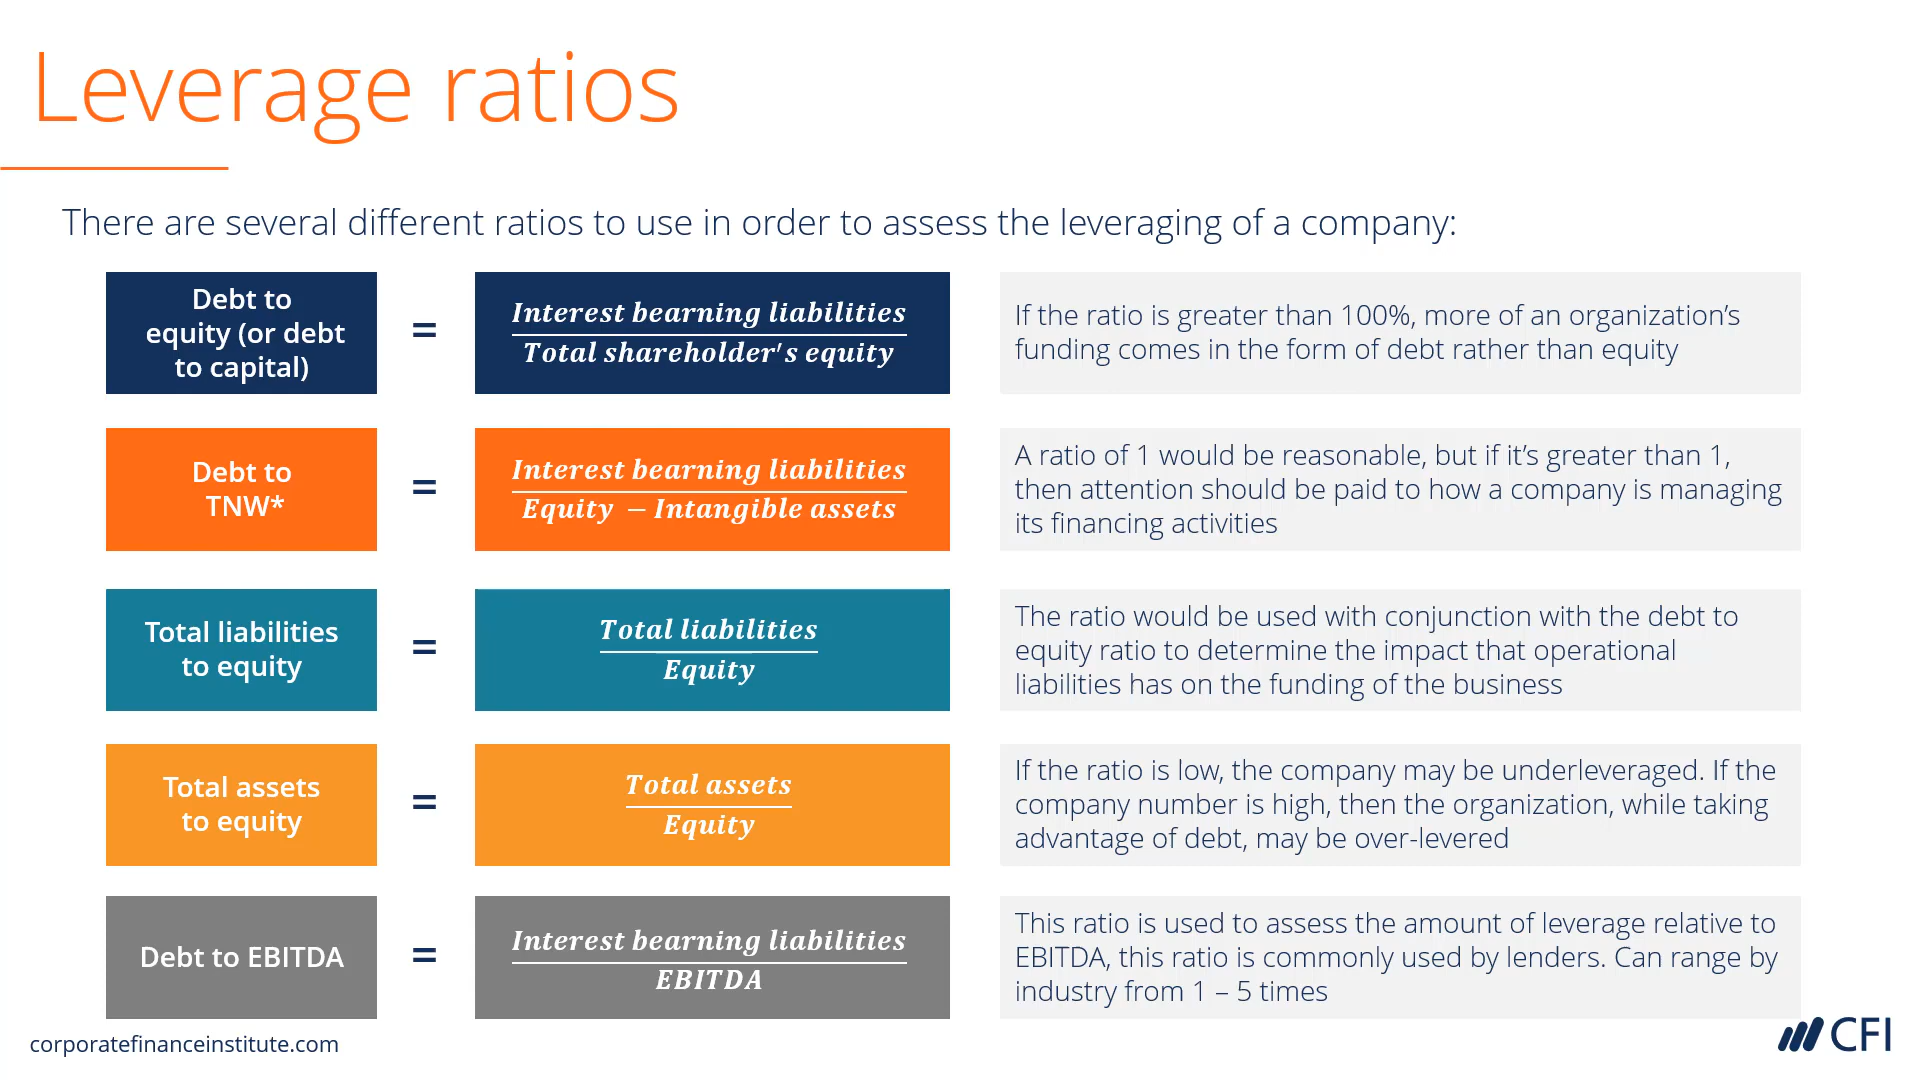 Leverage ratios
There are several different ratios to use in order to assess the leveraging of a company:
Debt to
equity (or debt
to capital)
=
Interest bearning liabilities
Total shareholder's equity
If the ratio is greater than 100%, more of an organization’s
funding comes in the form of debt rather than equity
Debt to
TNW*
=
Interest bearning liabilities
Equity − Intangible assets
A ratio of 1 would be reasonable, but if it’s greater than 1,
then attention should be paid to how a company is managing
its financing activities
Total liabilities
to equity
=
Total liabilities
Equity
The ratio would be used with conjunction with the debt to
equity ratio to determine the impact that operational
liabilities has on the funding of the business
Total assets
to equity
=
Total assets
Equity
If the ratio is low, the company may be underleveraged. If the
company number is high, then the organization, while taking
advantage of debt, may be over-levered
Debt to EBITDA
=
Interest bearning liabilities
EBITDA
This ratio is used to assess the amount of leverage relative to
EBITDA, this ratio is commonly used by lenders. Can range by
industry from 1 – 5 times
corporatefinanceinstitute.com
CFI